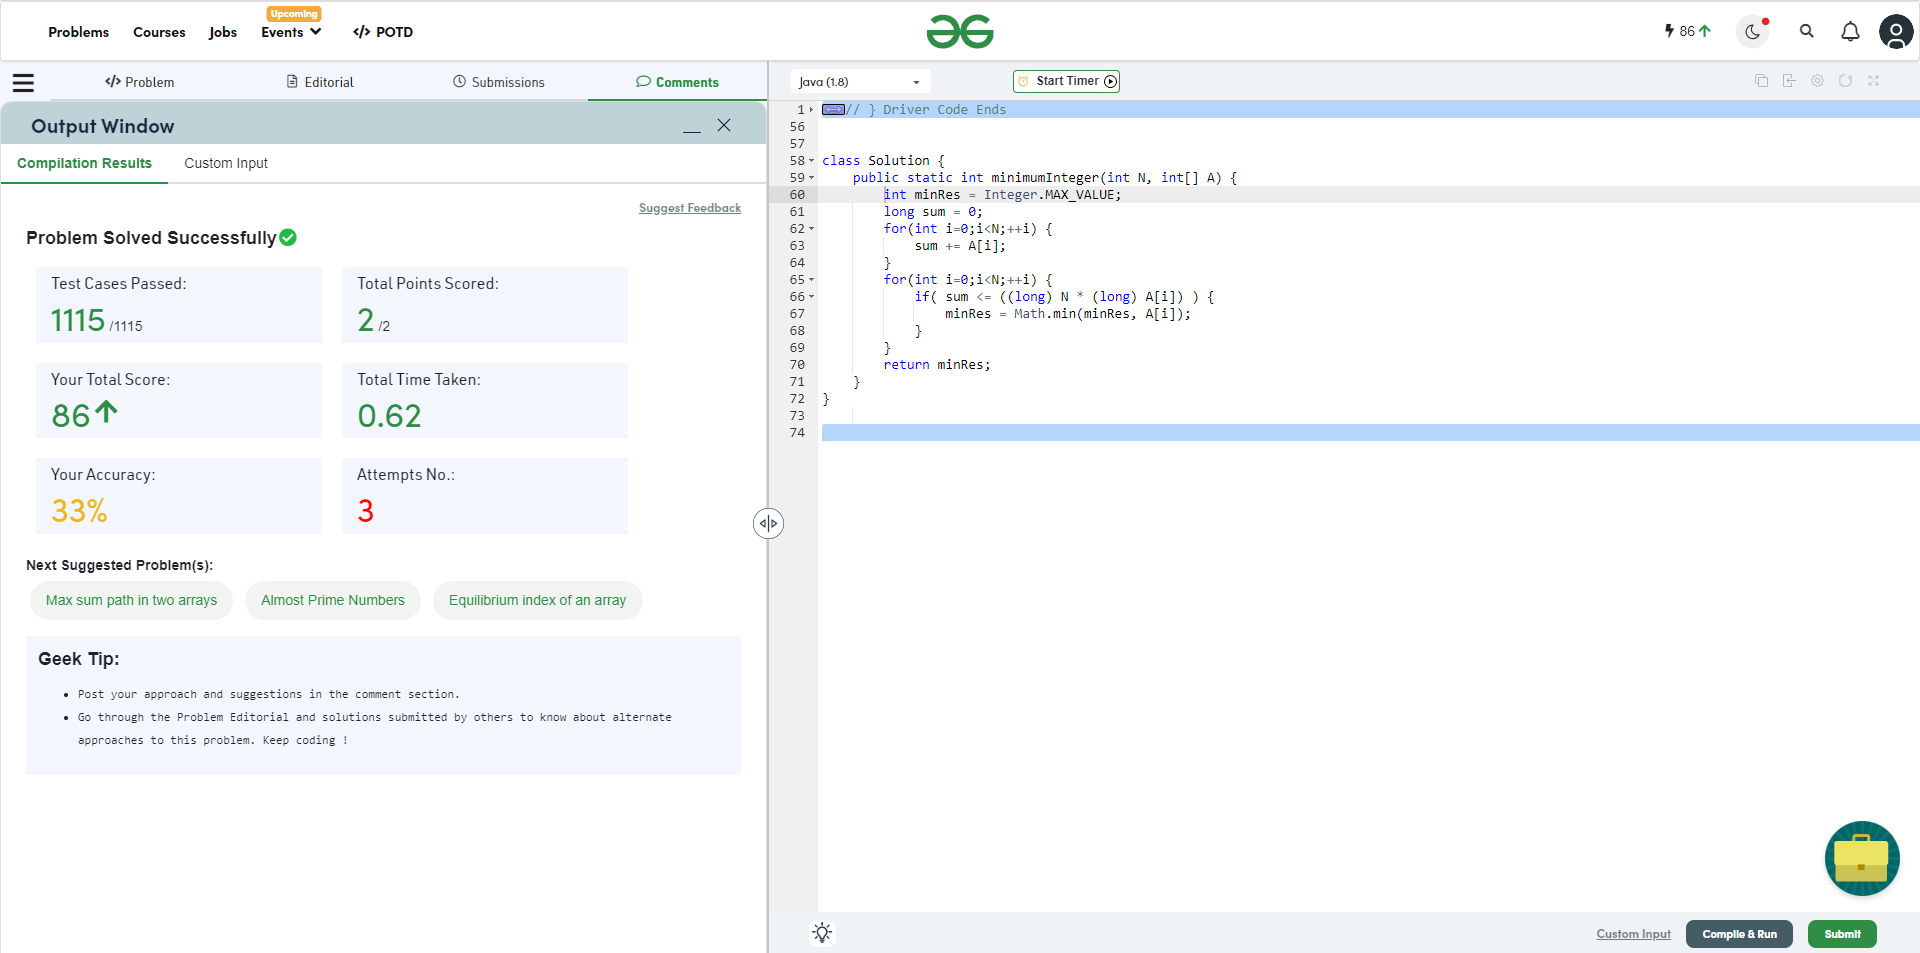 Problems Courses Jobs Events Upcoming </> POTD
86
</> Problem Editorial Submissions Comments
Output Window
Compilation Results Custom Input
Suggest Feedback
Problem Solved Successfully
Test Cases Passed:
1115 /1115
Total Points Scored:
2 /2
Your Total Score:
86
Total Time Taken:
0.62
Your Accuracy:
33%
Attempts No.:
3
Next Suggested Problem(s):
Max sum path in two arrays Almost Prime Numbers Equilibrium index of an array
Geek Tip:
Post your approach and suggestions in the comment section.
Go through the Problem Editorial and solutions submitted by others to know about alternate
approaches to this problem. Keep coding !
Java (1.8) Start Timer
1 // } Driver Code Ends
56
57
58 class Solution {
59 public static int minimumInteger(int N, int[] A) {
60 int minRes = Integer.MAX_VALUE;
61 long sum = 0;
62 for(int i=0;i<N;++i) {
63 sum += A[i];
64 }
65 for(int i=0;i<N;++i) {
66 if( sum <= ((long) N * (long) A[i]) ) {
67 minRes = Math.min(minRes, A[i]);
68 }
69 }
70 return minRes;
71 }
72 }
73
74
Custom Input Compile & Run Submit